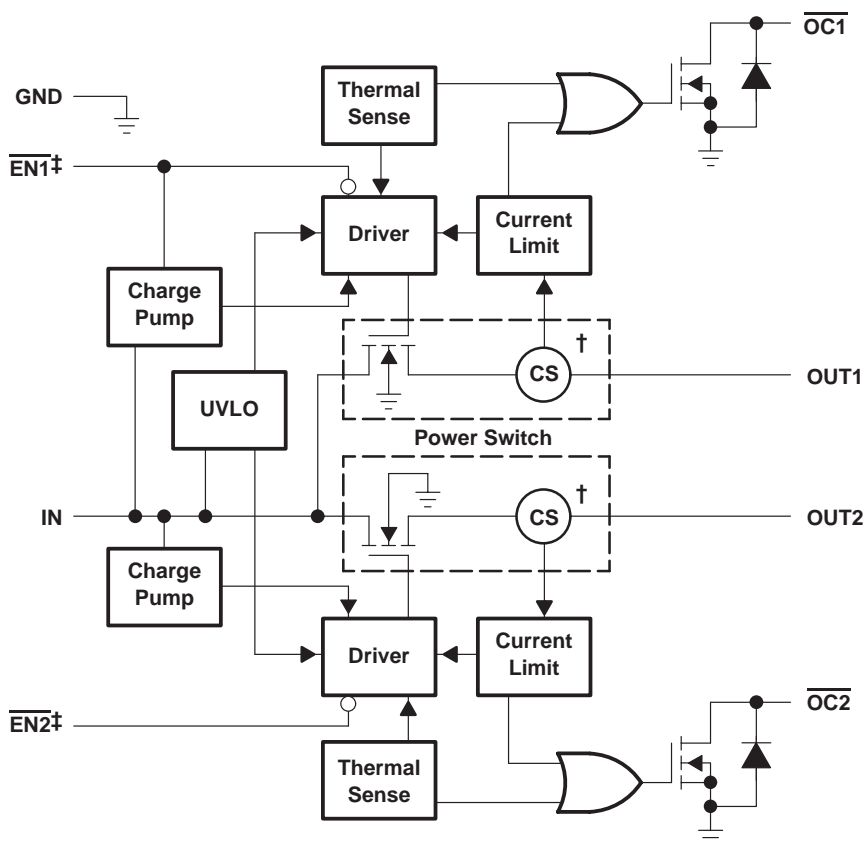 OC1
Thermal
Sense
GND
EN1‡
Driver
Current
Limit
Charge
Pump
†
CS
OUT1
UVLO
Power Switch
†
IN
CS
OUT2
Charge
Pump
Driver
Current
Limit
EN2‡
OC2
Thermal
Sense